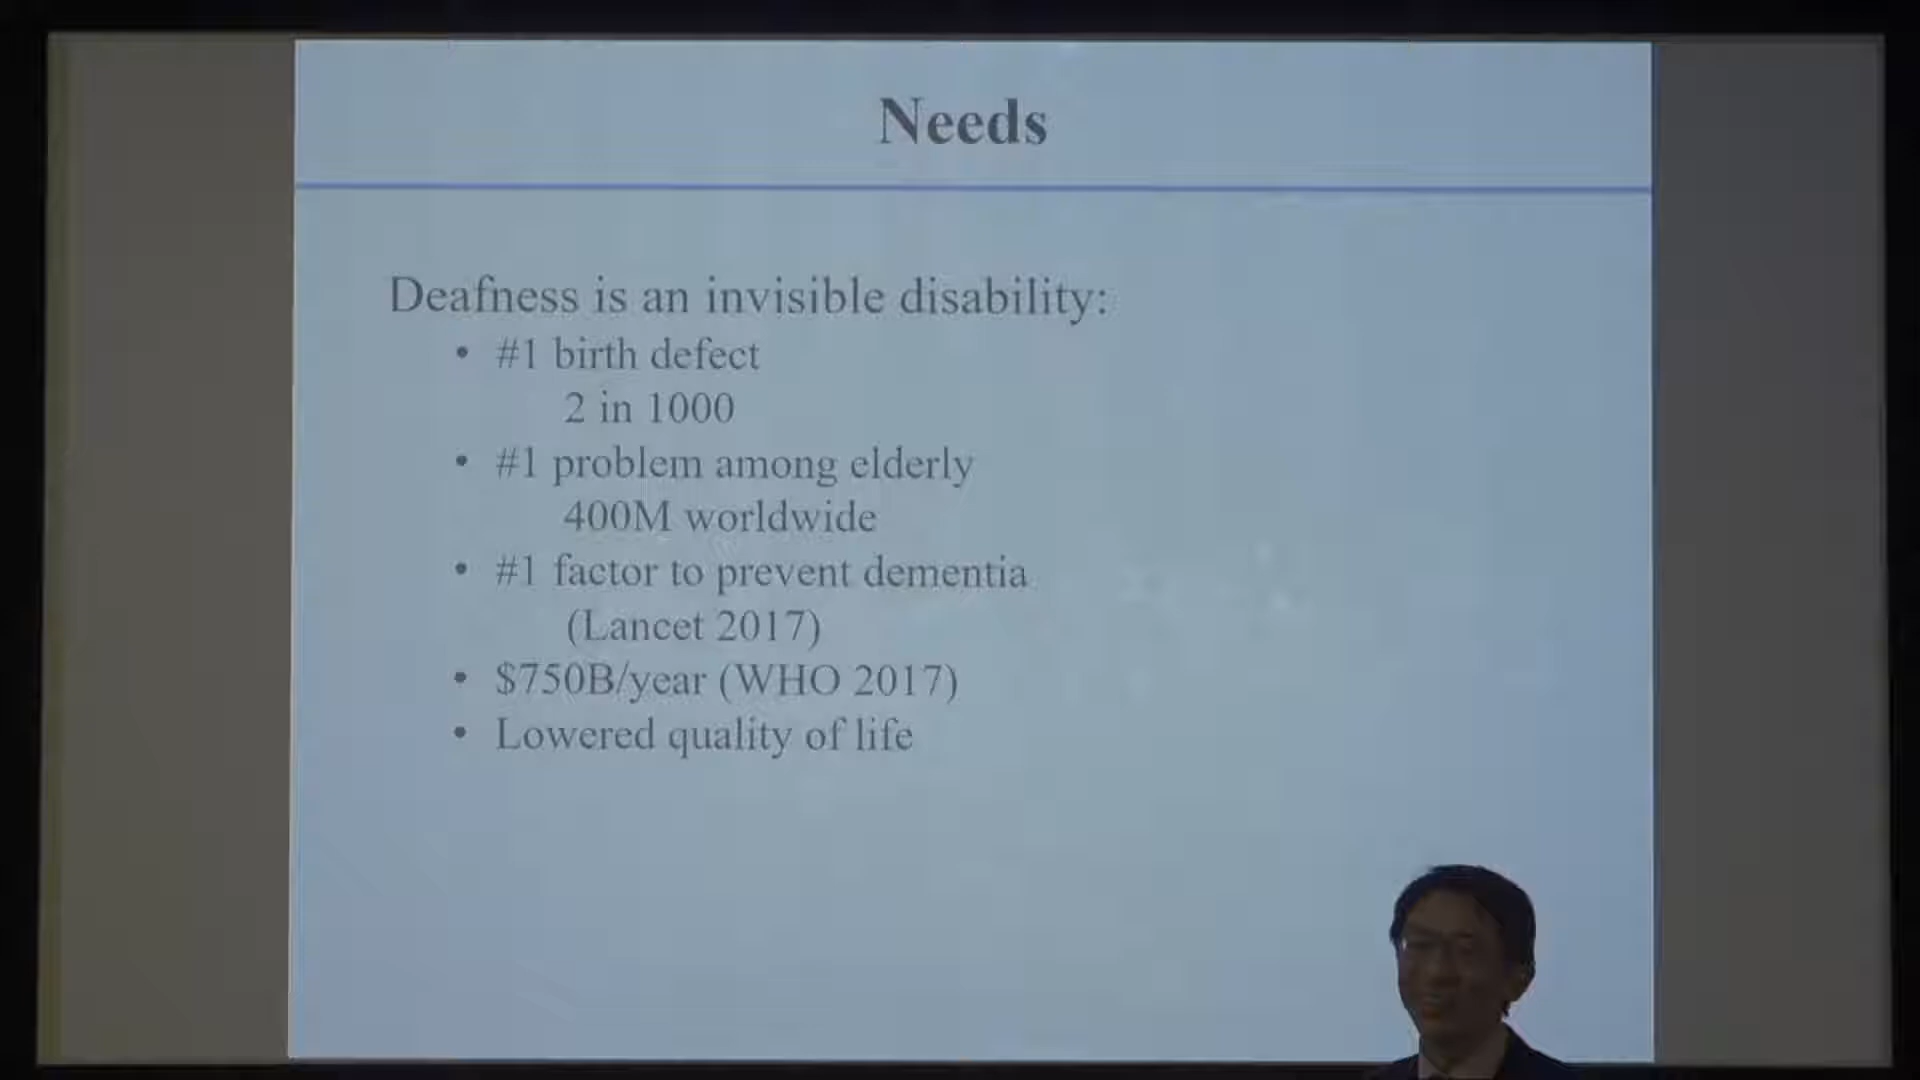 Needs
Deafness is an invisible disability:
• #1 birth defect
2 in 1000
• #1 problem among elderly
400M worldwide
• #1 factor to prevent dementia
(Lancet 2017)
• $750B/year (WHO 2017)
• Lowered quality of life